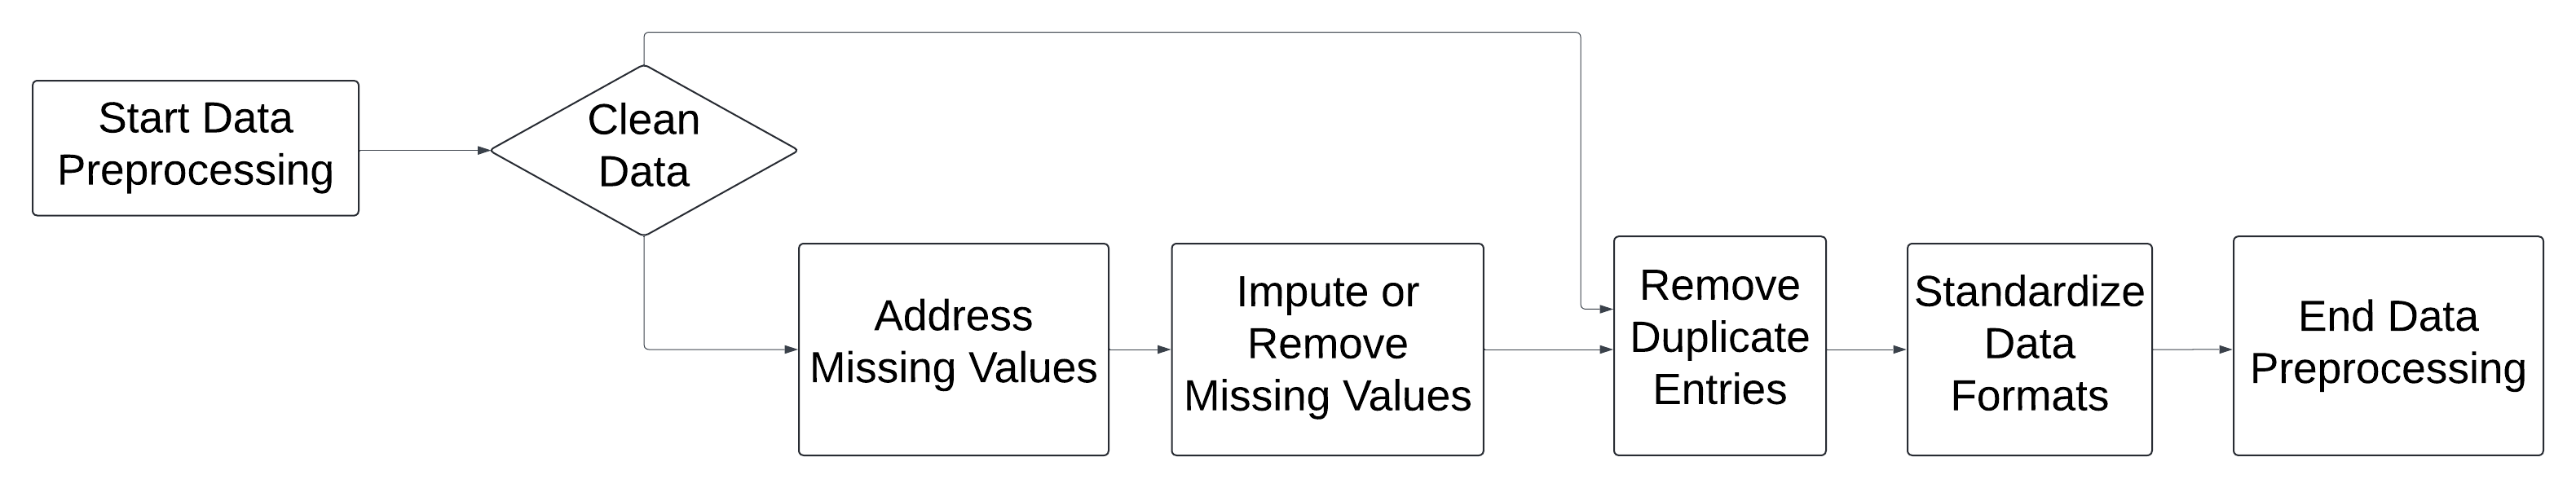 Start Data
Preprocessing
Clean
Data
Address
Missing Values
Impute or
Remove
Missing Values
Remove
Duplicate
Entries
Standardize
Data
Formats
End Data
Preprocessing